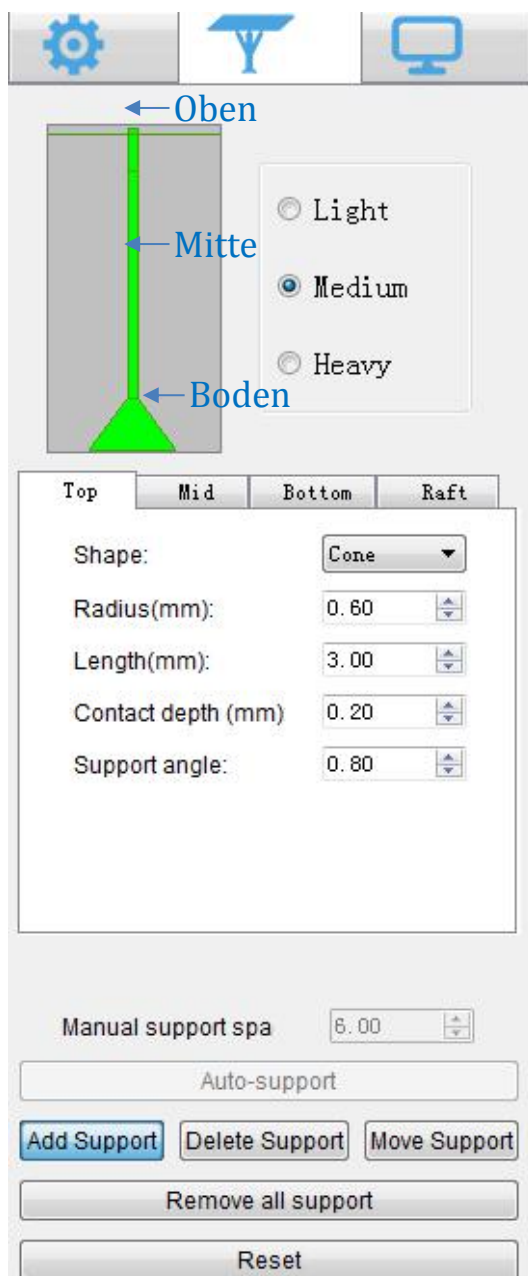 Oben
Light
Mitte
Medium
Heavy
Boden
Top Mid Bottom Raft
Shape: Cone
Radius(mm): 0.60
Length(mm): 3.00
Contact depth (mm) 0.20
Support angle: 0.80
Manual support spa 6.00
Auto-support
Add Support Delete Support Move Support
Remove all support
Reset